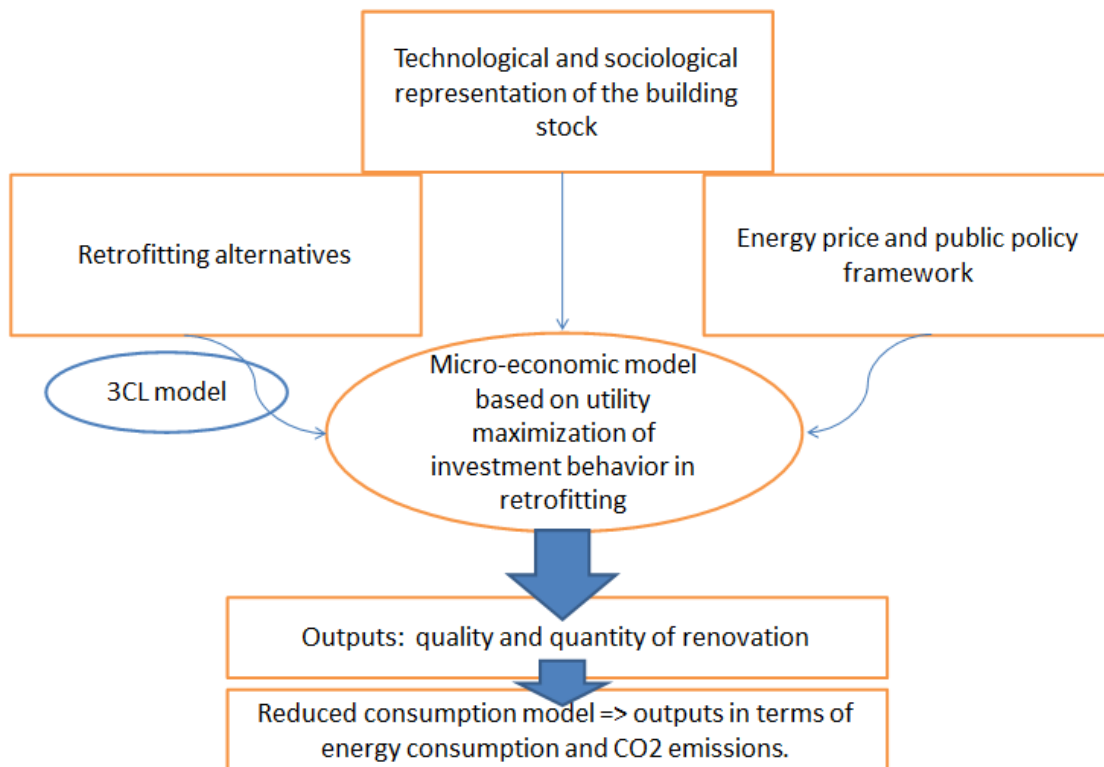 Technological and sociological
representation of the building
stock
Retrofitting alternatives
Energy price and public policy
framework
3CL model
Micro-economic model
based on utility
maximization of
investment behavior in
retrofitting
Outputs: quality and quantity of renovation
Reduced consumption model => outputs in terms of
energy consumption and CO2 emissions.